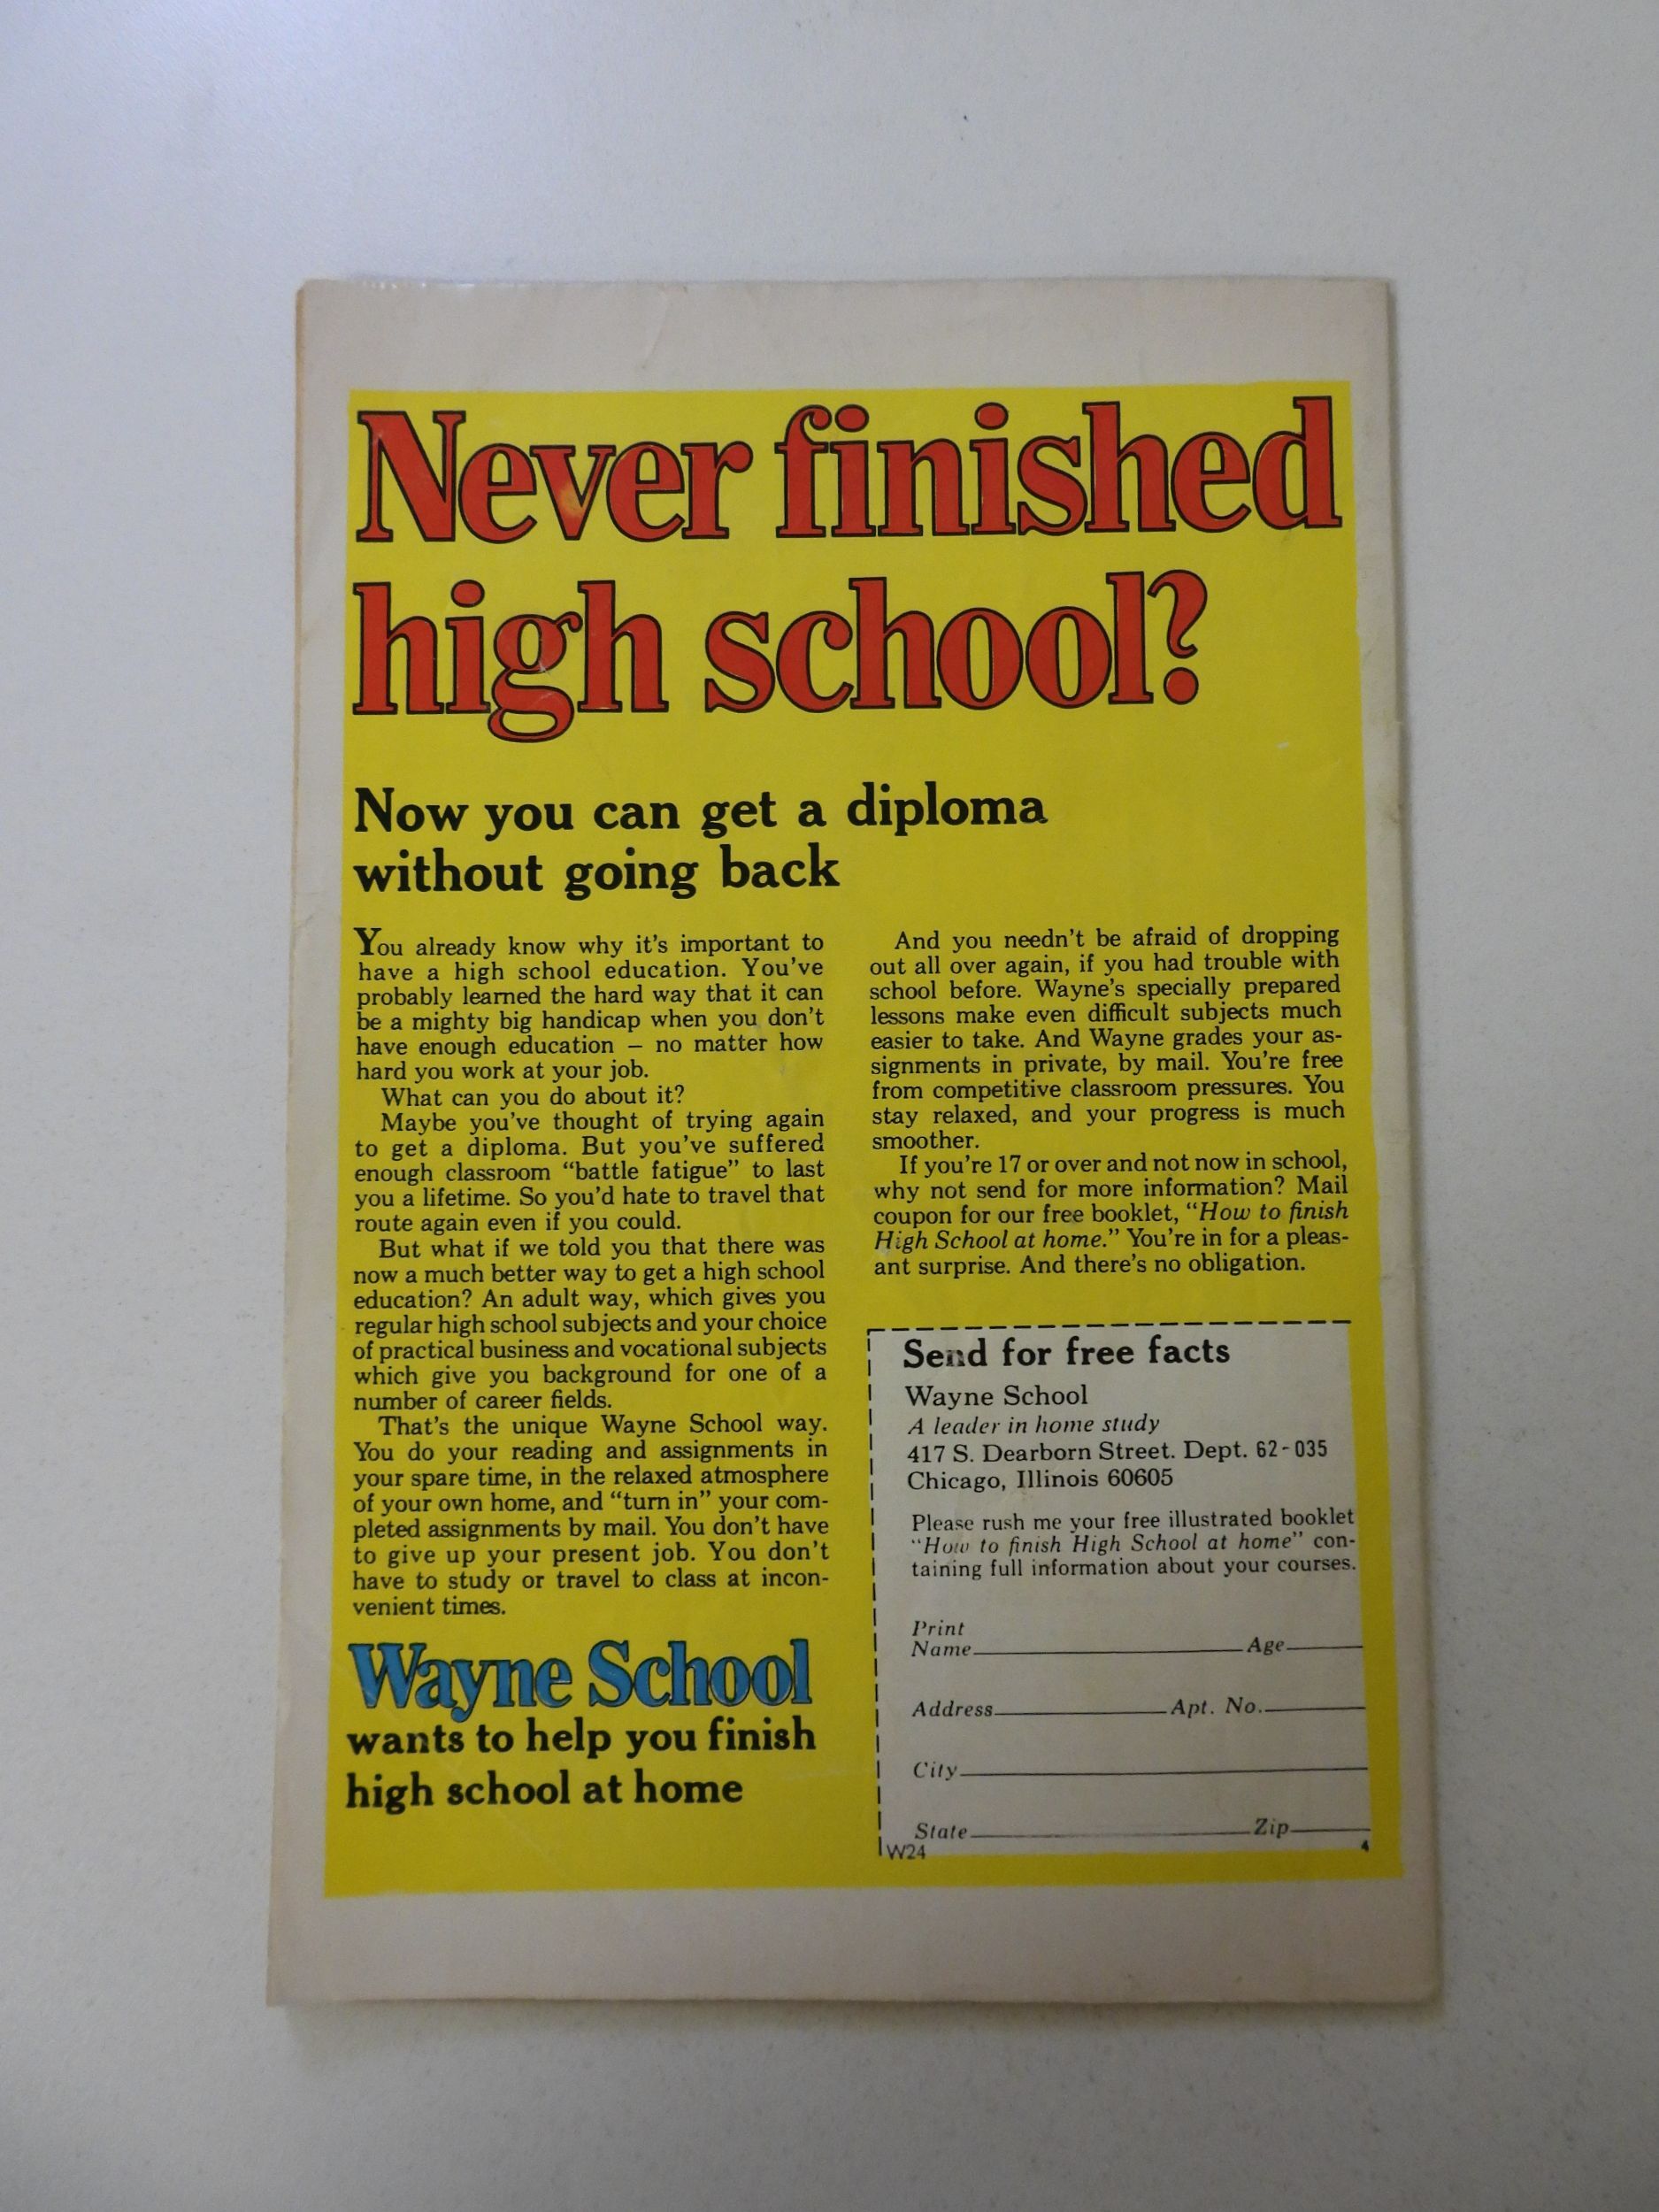 Never finished
high school?
Now you can get a diploma
without going back
You already know why it's important to
have a high school education. You've
probably learned the hard way that it can
be a mighty big handicap when you don't
have enough education — no matter how
hard you work at your job.
What can you do about it?
Maybe you've thought of trying again
to get a diploma. But you've suffered
enough classroom “battle fatigue” to last
you a lifetime. So you'd hate to travel that
route again even if you could.
But what if we told you that there was
now a much better way to get a high school
education? An adult way, which gives you
regular high school subjects and your choice
of practical business and vocational subjects
which give you background for one of a
number of career fields.
That's the unique Wayne School way.
You do your reading and assignments in
your spare time, in the relaxed atmosphere
of your own home, and “turn in” your com-
pleted assignments by mail. You don't have
to give up your present job. You don't
have to study or travel to class at incon-
venient times.
Wayne School
wants to help you finish
high school at home
And you needn't be afraid of dropping
out all over again, if you had trouble with
school before. Wayne's specially prepared
lessons make even difficult subjects much
easier to take. And Wayne grades your as-
signments in private, by mail. You're free
from competitive classroom pressures. You
stay relaxed, and your progress is much
smoother.
If you're 17 or over and not now in school,
why not send for more information? Mail
coupon for our free booklet, “How to finish
High School at home.” You're in for a pleas-
ant surprise. And there's no obligation.
Send for free facts
Wayne School
A leader in home study
417 S. Dearborn Street. Dept. 62-035
Chicago, Illinois 60605
Please rush me your free illustrated booklet
“How to finish High School at home” con-
taining full information about your courses.
Print
Name Age
Address Apt. No.
City
State Zip
W24 4